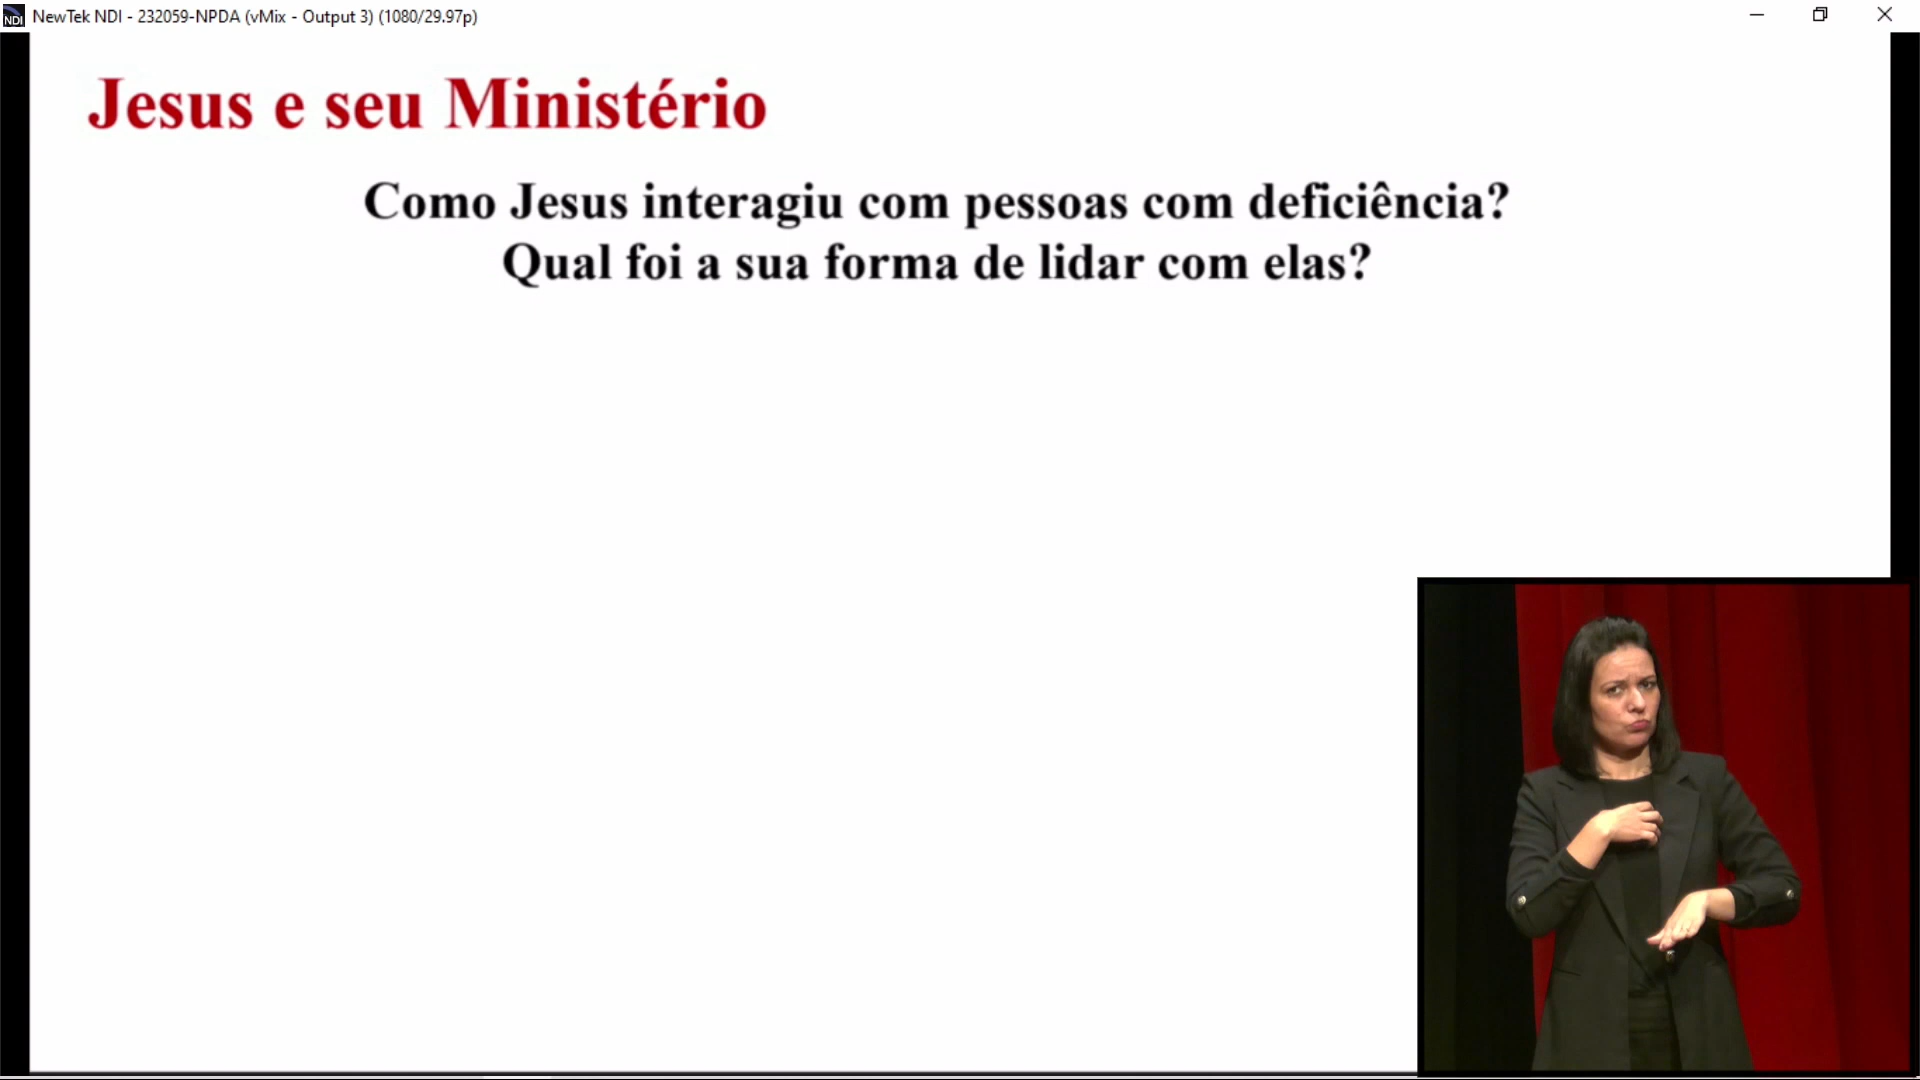 NDI NewTek NDI - 232059-NPDA (vMix - Output 3) (1080/29.97p)
Jesus e seu Ministério
Como Jesus interagiu com pessoas com deficiência?
Qual foi a sua forma de lidar com elas?